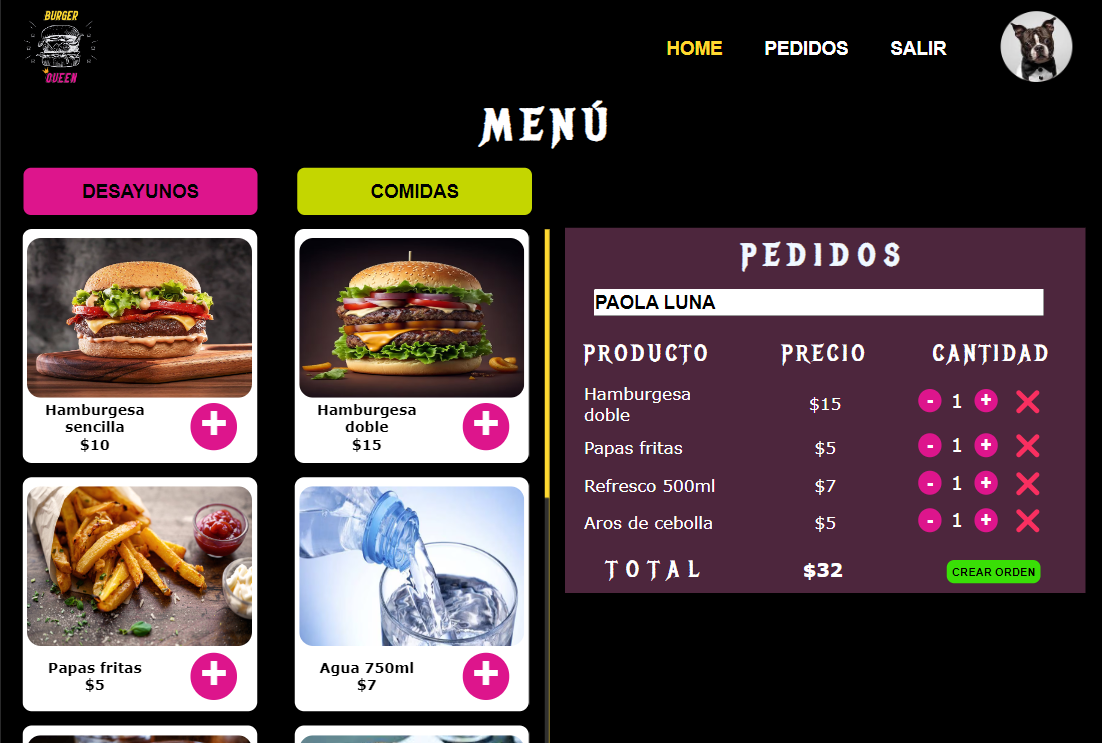 BURGER
QUEEN
HOME PEDIDOS SALIR
MENÚ
DESAYUNOS COMIDAS
Hamburgesa
sencilla
$10
+
Hamburgesa
doble
$15
+
Papas fritas
$5
+
Agua 750ml
$7
+
PEDIDOS
PAOLA LUNA
PRODUCTO PRECIO CANTIDAD
Hamburgesa
doble
$15 - 1 +
Papas fritas $5 - 1 +
Refresco 500ml $7 - 1 +
Aros de cebolla $5 - 1 +
TOTAL $32 CREAR ORDEN